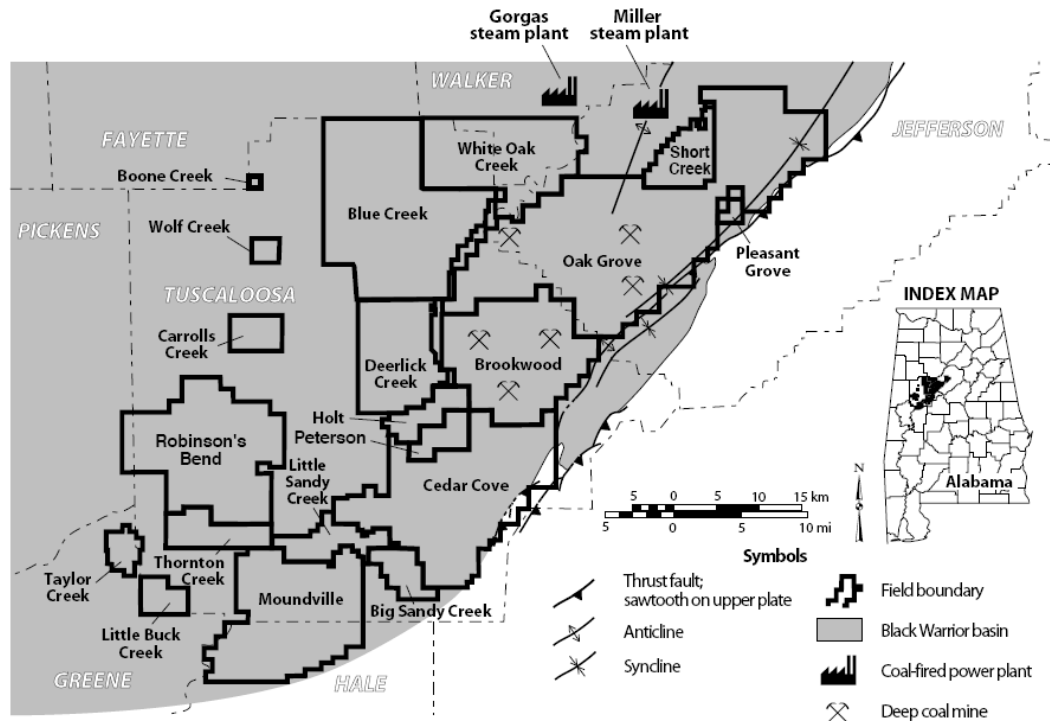 Gorgas
steam plant
Miller
steam plant
WALKER
JEFFERSON
FAYETTE
White Oak
Creek
Short
Creek
Boone Creek
Blue Creek
PICKENS
Wolf Creek
Oak Grove
Pleasant
Grove
TUSCALOOSA
INDEX MAP
Carrolls
Creek
Deerlick
Creek
Brookwood
Holt
Peterson
Robinson's
Bend
Little
Sandy
Creek
Cedar Cove
Alabama
N
5 0 5 10 15 km
5 0 5 10 mi
Thornton
Creek
Taylor
Creek
Moundville
Big Sandy Creek
Little Buck
Creek
GREENE
HALE
Symbols
Thrust fault;
sawtooth on upper plate
Anticline
Syncline
Field boundary
Black Warrior basin
Coal-fired power plant
Deep coal mine